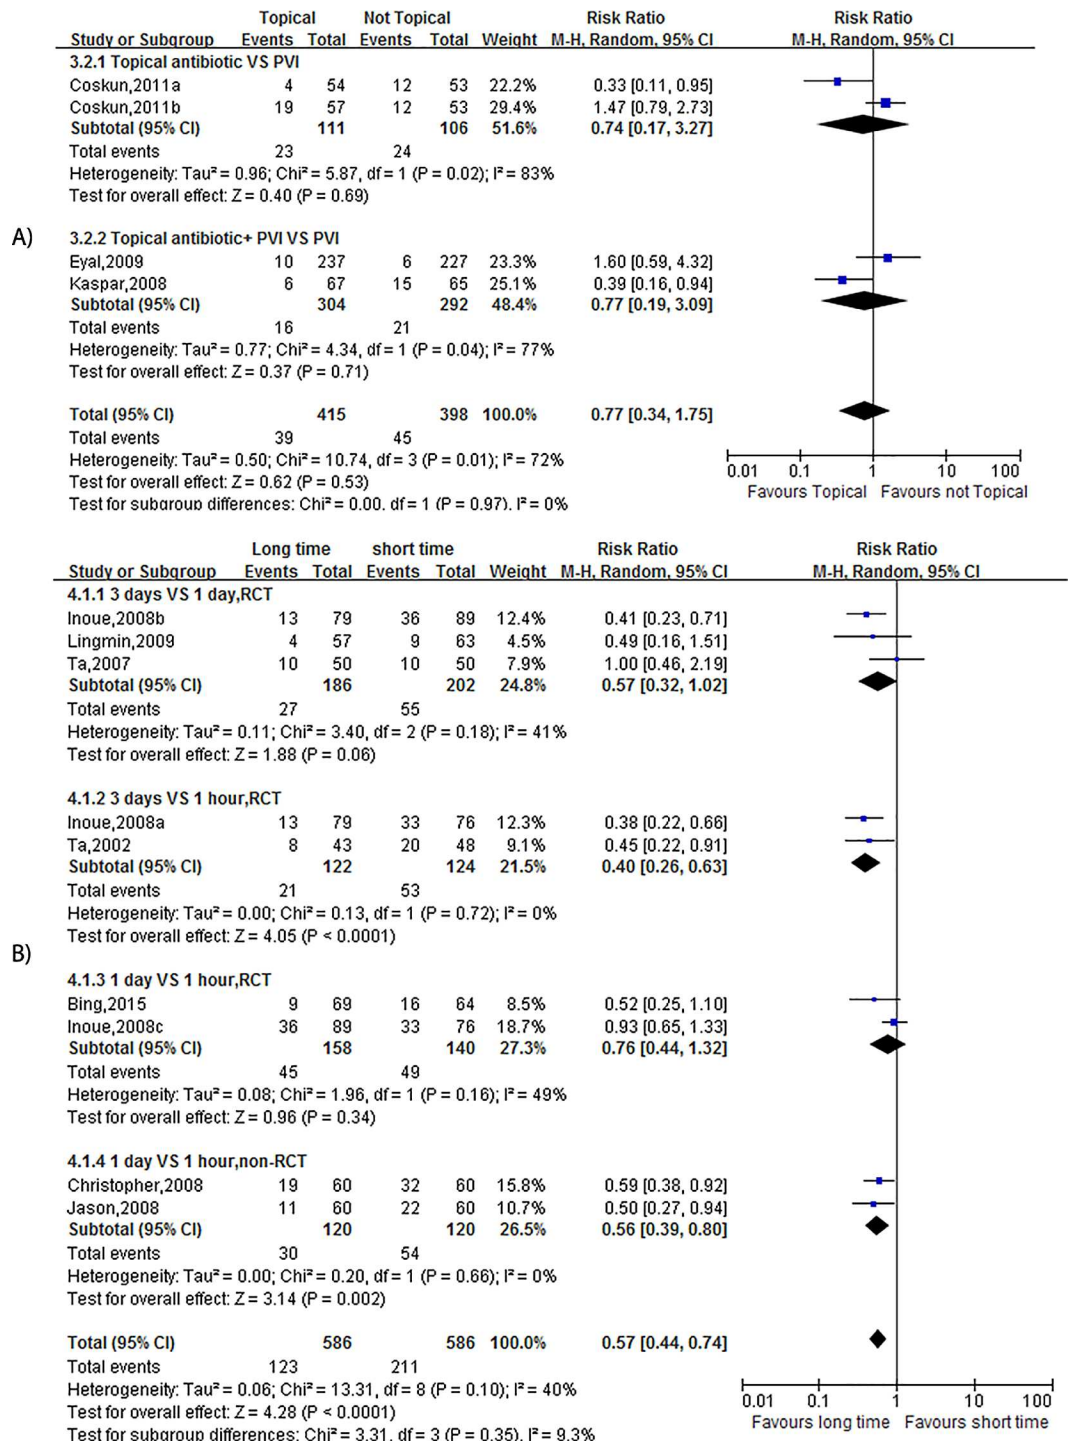 Topical Not Topical Risk Ratio Risk Ratio
Study or Subgroup Events Total Events Total Weight M-H, Random, 95% CI M-H, Random, 95% CI
3.2.1 Topical antibiotic VS PVI
Coskun,2011a 4 54 12 53 22.2% 0.33 [0.11, 0.95]
Coskun,2011b 19 57 12 53 29.4% 1.47 [0.79, 2.73]
Subtotal (95% CI) 111 106 51.6% 0.74 [0.17, 3.27]
Total events 23 24
Heterogeneity: Tau² = 0.96; Chi² = 5.87, df = 1 (P = 0.02); I² = 83%
Test for overall effect: Z = 0.40 (P = 0.69)
A)
3.2.2 Topical antibiotic+ PVI VS PVI
Eyal,2009 10 237 6 227 23.3% 1.60 [0.59, 4.32]
Kaspar,2008 6 67 15 65 25.1% 0.39 [0.16, 0.94]
Subtotal (95% CI) 304 292 48.4% 0.77 [0.19, 3.09]
Total events 16 21
Heterogeneity: Tau² = 0.77; Chi² = 4.34, df = 1 (P = 0.04); I² = 77%
Test for overall effect: Z = 0.37 (P = 0.71)
Total (95% CI) 415 398 100.0% 0.77 [0.34, 1.75]
Total events 39 45
Heterogeneity: Tau² = 0.50; Chi² = 10.74, df = 3 (P = 0.01); I² = 72%
Test for overall effect: Z = 0.62 (P = 0.53)
Test for subgroup differences: Chi² = 0.00, df = 1 (P = 0.97), I² = 0%
0.01 0.1 1 10 100
Favours Topical Favours not Topical
Long time short time Risk Ratio Risk Ratio
Study or Subgroup Events Total Events Total Weight M-H, Random, 95% CI M-H, Random, 95% CI
4.1.1 3 days VS 1 day,RCT
Inoue,2008b 13 79 36 89 12.4% 0.41 [0.23, 0.71]
Lingmin,2009 4 57 9 63 4.5% 0.49 [0.16, 1.51]
Ta,2007 10 50 10 50 7.9% 1.00 [0.46, 2.19]
Subtotal (95% CI) 186 202 24.8% 0.57 [0.32, 1.02]
Total events 27 55
Heterogeneity: Tau² = 0.11; Chi² = 3.40, df = 2 (P = 0.18); I² = 41%
Test for overall effect: Z = 1.88 (P = 0.06)
4.1.2 3 days VS 1 hour,RCT
Inoue,2008a 13 79 33 76 12.3% 0.38 [0.22, 0.66]
Ta,2002 8 43 20 48 9.1% 0.45 [0.22, 0.91]
Subtotal (95% CI) 122 124 21.5% 0.40 [0.26, 0.63]
Total events 21 53
Heterogeneity: Tau² = 0.00; Chi² = 0.13, df = 1 (P = 0.72); I² = 0%
Test for overall effect: Z = 4.05 (P < 0.0001)
B)
4.1.3 1 day VS 1 hour,RCT
Bing,2015 9 69 16 64 8.5% 0.52 [0.25, 1.10]
Inoue,2008c 36 89 33 76 18.7% 0.93 [0.65, 1.33]
Subtotal (95% CI) 158 140 27.3% 0.76 [0.44, 1.32]
Total events 45 49
Heterogeneity: Tau² = 0.08; Chi² = 1.96, df = 1 (P = 0.16); I² = 49%
Test for overall effect: Z = 0.96 (P = 0.34)
4.1.4 1 day VS 1 hour,non-RCT
Christopher,2008 19 60 32 60 15.8% 0.59 [0.38, 0.92]
Jason,2008 11 60 22 60 10.7% 0.50 [0.27, 0.94]
Subtotal (95% CI) 120 120 26.5% 0.56 [0.39, 0.80]
Total events 30 54
Heterogeneity: Tau² = 0.00; Chi² = 0.20, df = 1 (P = 0.66); I² = 0%
Test for overall effect: Z = 3.14 (P = 0.002)
Total (95% CI) 586 586 100.0% 0.57 [0.44, 0.74]
Total events 123 211
Heterogeneity: Tau² = 0.06; Chi² = 13.31, df = 8 (P = 0.10); I² = 40%
Test for overall effect: Z = 4.28 (P < 0.0001)
Test for subgroup differences: Chi² = 3.31, df = 3 (P = 0.35), I² = 9.3%
0.01 0.1 1 10 100
Favours long time Favours short time